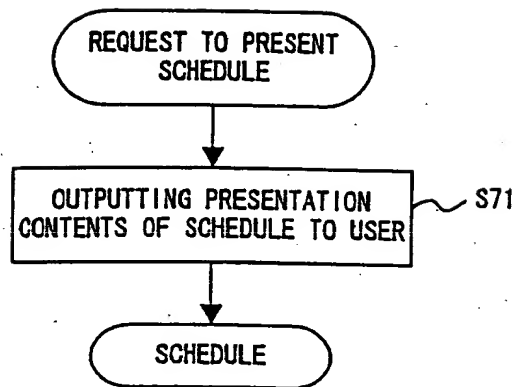 REQUEST TO PRESENT
SCHEDULE
OUTPUTTING PRESENTATION
CONTENTS OF SCHEDULE TO USER
S71
SCHEDULE